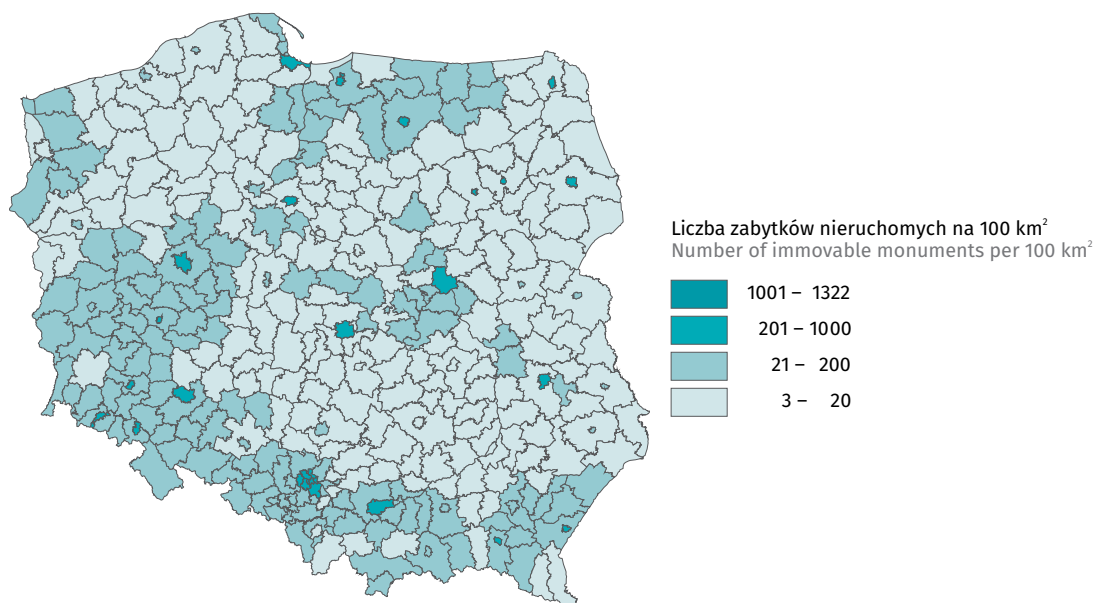 Liczba zabytków nieruchomych na 100 km²
Number of immovable monuments per 100 km²
1001 – 1322
201 – 1000
21 – 200
3 – 20